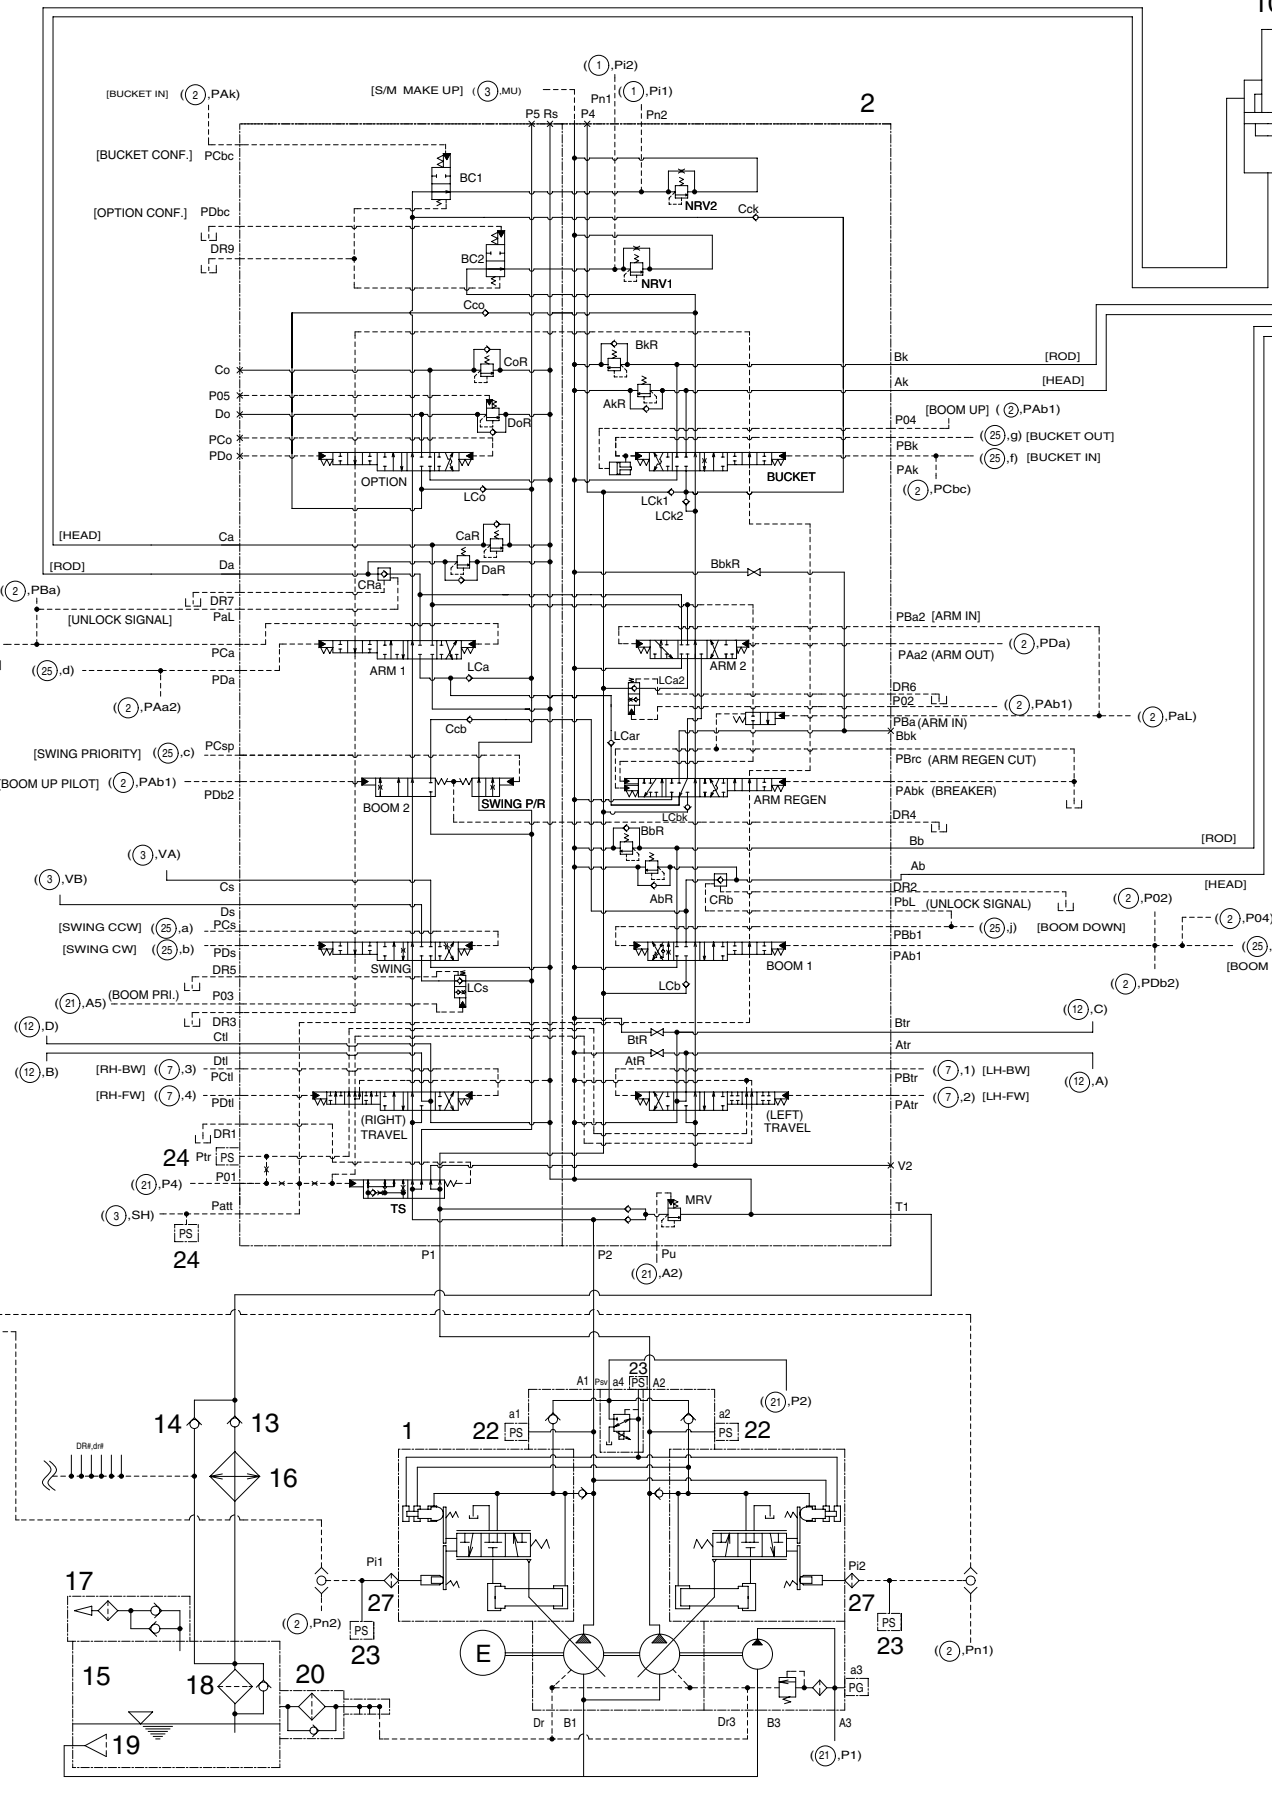 10
(1,Pi2)
[BUCKET IN] (2,PAk)
[S/M MAKE UP] (3,MU)
Pn1 (1,Pi1)
P5 Rs P4 Pn2
2
[BUCKET CONF.] PCbc
BC1
NRV2
[OPTION CONF.] PDbc
Cck
DR9
BC2
NRV1
Cco
BkR
Co
CoR
Bk [ROD]
Ak [HEAD]
P05
AkR
Do
DoR
[BOOM UP] (2,PAb1)
P04
PCo
(25,g) [BUCKET OUT]
PBk
PDo
(25,f) [BUCKET IN]
PAk
OPTION
BUCKET
LCo
LCk1
(2,PCbc)
LCk2
[HEAD] Ca
CaR
[ROD] Da
DaR
BbkR
CRa
(2,PBa)
DR7
[UNLOCK SIGNAL] PaL
PBa2 [ARM IN]
PCa
(2,PDa)
PAa2 (ARM OUT)
(25,d)
PDa
ARM 1
LCa
ARM 2
LCa2
DR6
P02
(2,PAb1)
(2,PAa2)
PBa (ARM IN)
(2,PaL)
Ccb
LCar
Bbk
[SWING PRIORITY] (25,c) PCsp
PBrc (ARM REGEN CUT)
[BOOM UP PILOT] (2,PAb1)
PDb2
BOOM 2
SWING P/R
ARM REGEN
PAbk (BREAKER)
LCbk
DR4
BbR
Bb [ROD]
(3,VA)
Ab
(3,VB)
Cs
AbR
CRb
DR2
[HEAD]
PbL (UNLOCK SIGNAL)
(2,P02)
Ds
PCs
(2,P04)
[SWING CCW] (25,a)
(25,j) [BOOM DOWN]
PBb1
[SWING CW] (25,b) PDs
PAb1
(25,
SWING
BOOM 1
[BOOM
DR5
LCs
LCb
(2,PDb2)
(21,A5) (BOOM PRI.) P03
(12,C)
(12,D)
DR3
Btr
Ctl
BtR
Atr
Dtl
AtR
(12,B)
[RH-BW] (7,3)
(7,1) [LH-BW]
PCtl
PBtr
(12,A)
[RH-FW] (7,4)
(7,2) [LH-FW]
PDtl
PAtr
(RIGHT)
TRAVEL
(LEFT)
TRAVEL
DR1
24 Ptr PS
V2
(21,P4) P01
TS
MRV
(3,SH) Patt
T1
PS
24
P1 P2 Pu
(21,A2)
23
A1 Psv a4 PS A2
(21,P2)
14 13 1
a1
22 PS
a2
PS 22
DR#,dr#
16
17
Pi1
Pi2
27
27
(2,Pn2)
PS
23
PS
23
(2,Pn1)
E
15
18
20
a3
PG
19
Dr B1 Dr3 B3 A3
(21,P1)